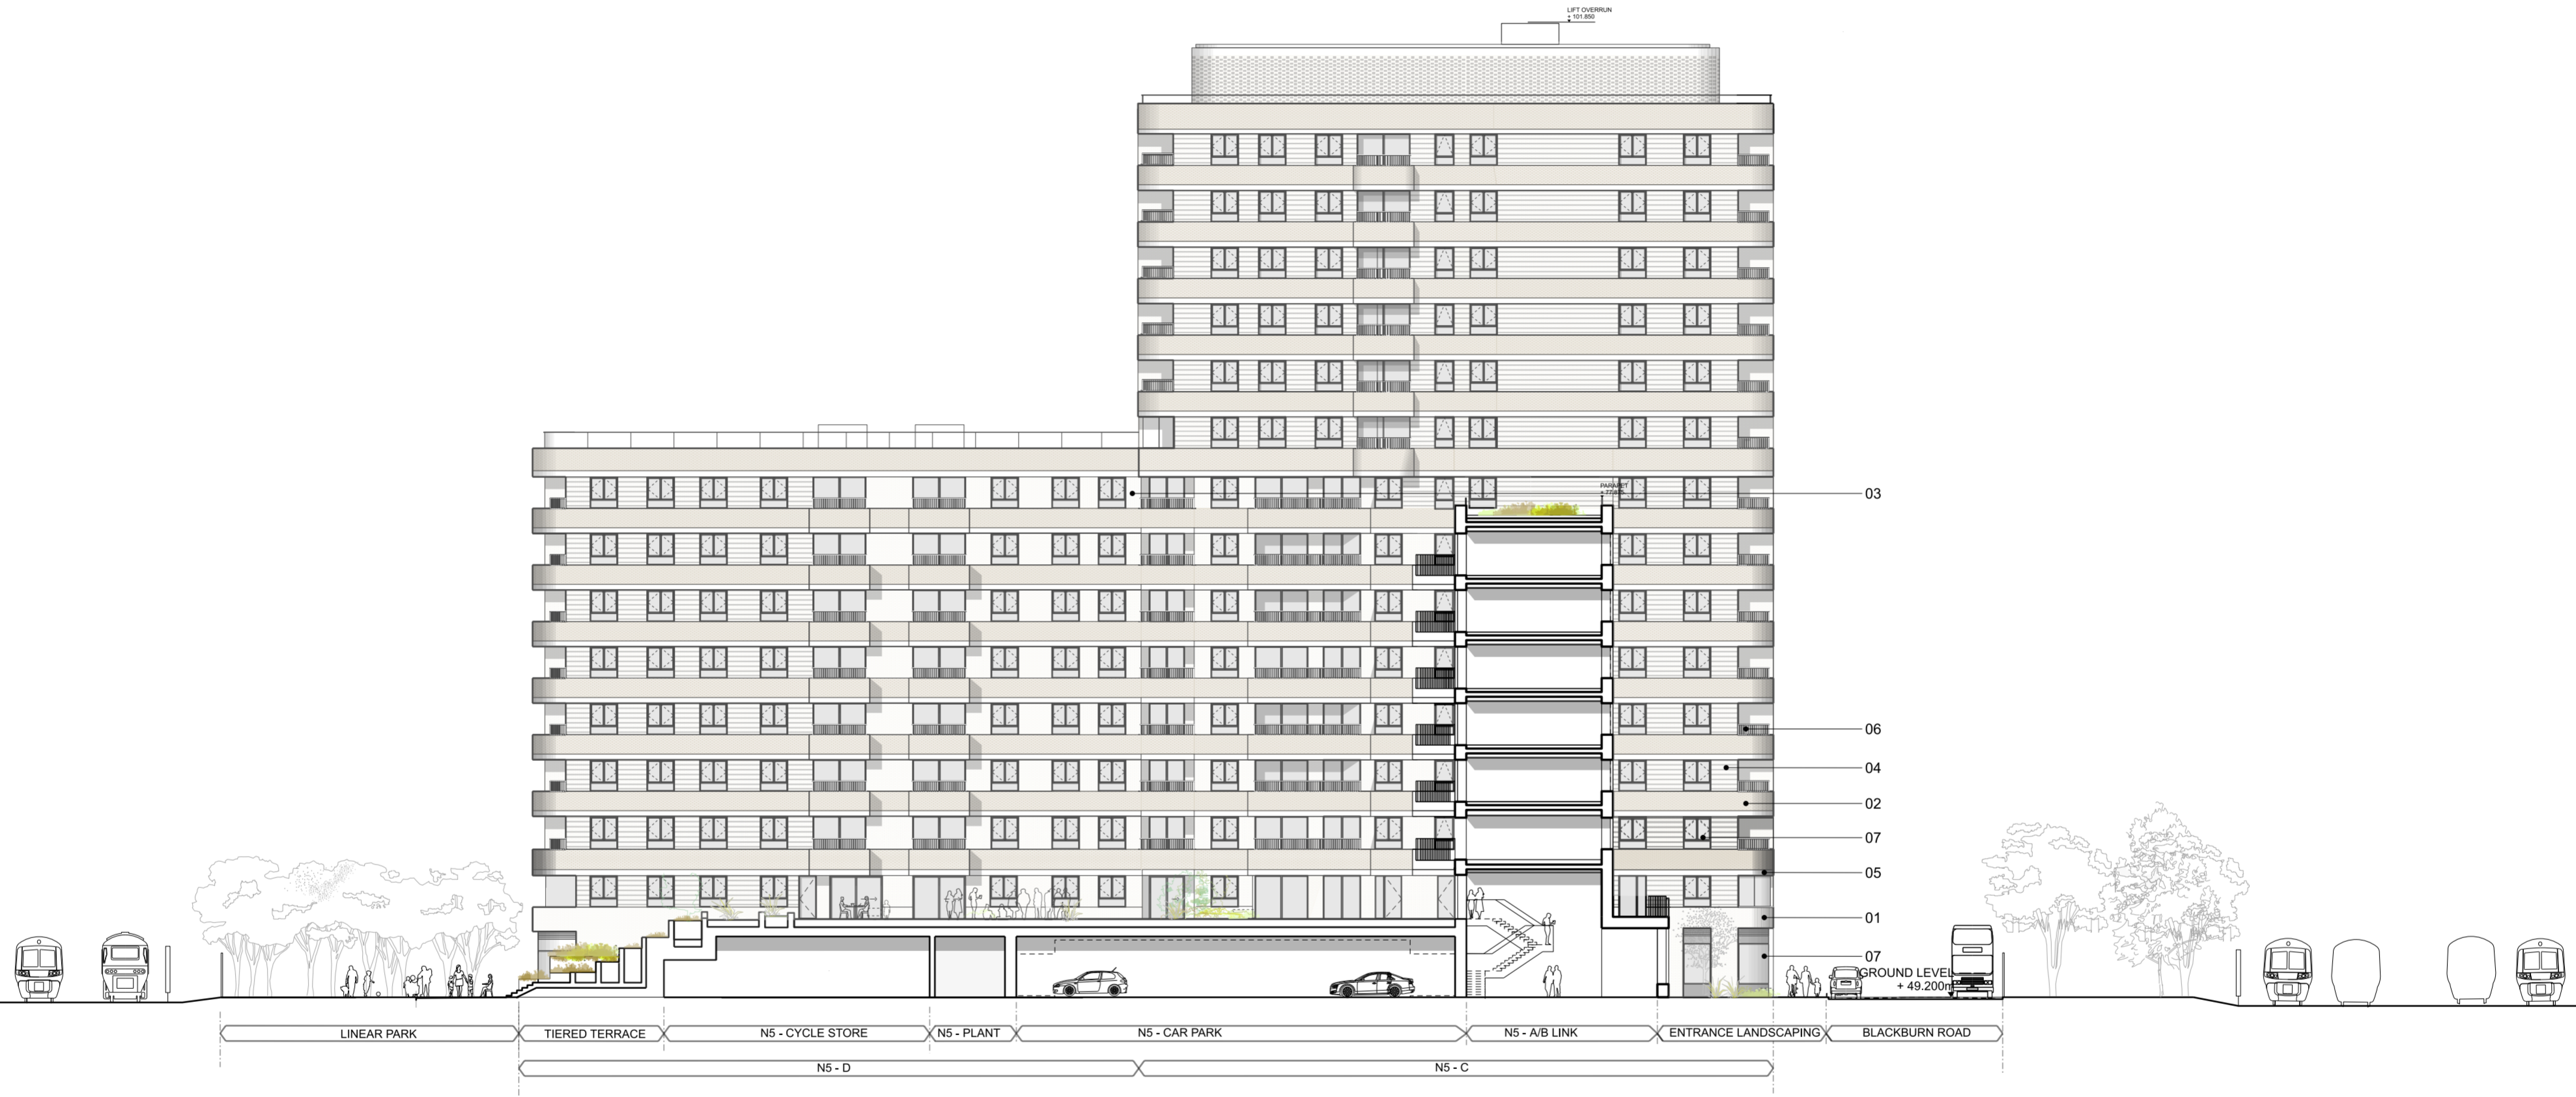 LIFT OVERRUN
+ 101.850
PARAPET
03
06
04
02
07
05
01
07
GROUND LEVEL
+ 49.200m
LINEAR PARK
TIERED TERRACE
N5 - CYCLE STORE
N5 - PLANT
N5 - CAR PARK
N5 - A/B LINK
ENTRANCE LANDSCAPING
BLACKBURN ROAD
N5 - D
N5 - C